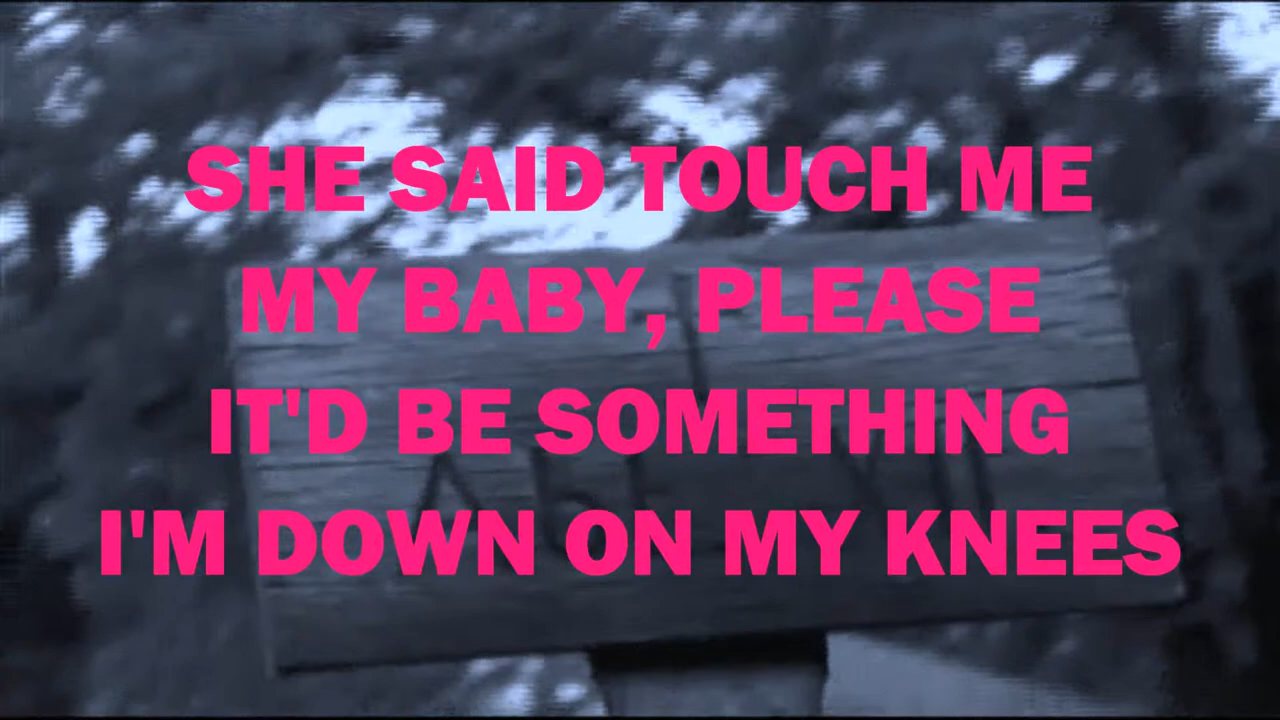 SHE SAID TOUCH ME
MY BABY, PLEASE
IT'D BE SOMETHING
I'M DOWN ON MY KNEES